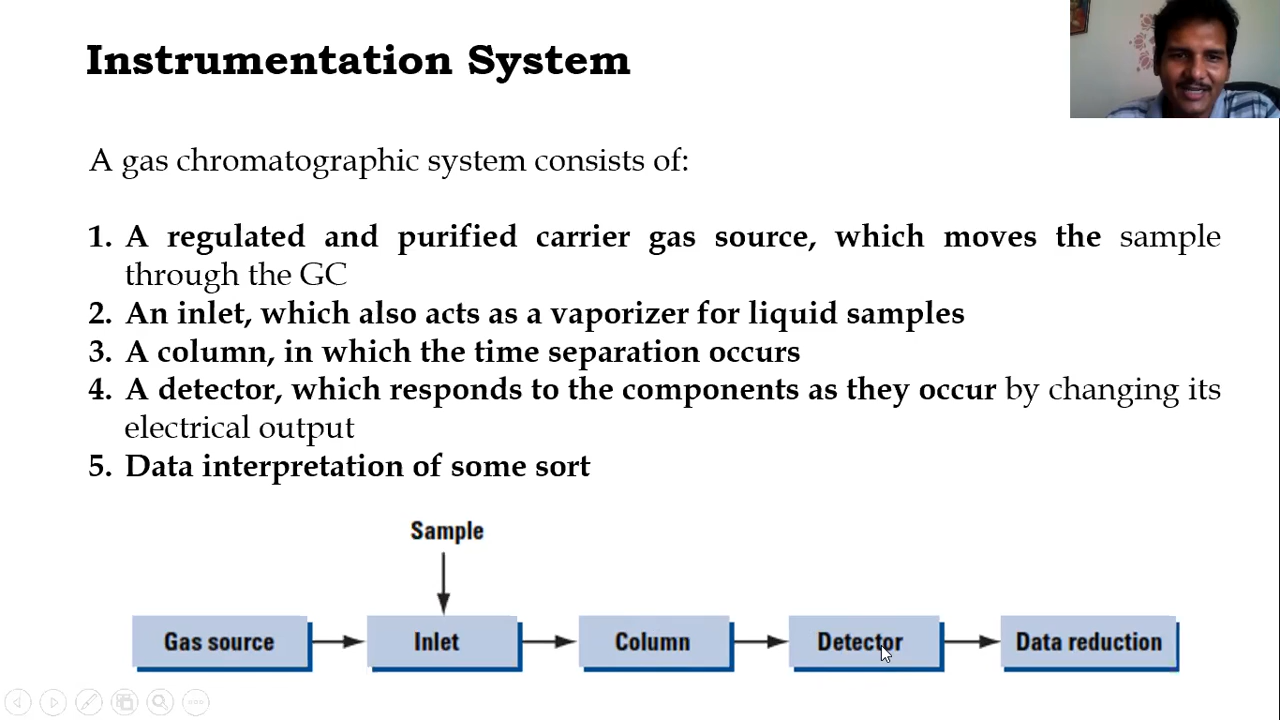 Instrumentation System
A gas chromatographic system consists of:
1. A regulated and purified carrier gas source, which moves the sample
through the GC
2. An inlet, which also acts as a vaporizer for liquid samples
3. A column, in which the time separation occurs
4. A detector, which responds to the components as they occur by changing its
electrical output
5. Data interpretation of some sort
Sample
Gas source
Inlet
Column
Detector
Data reduction